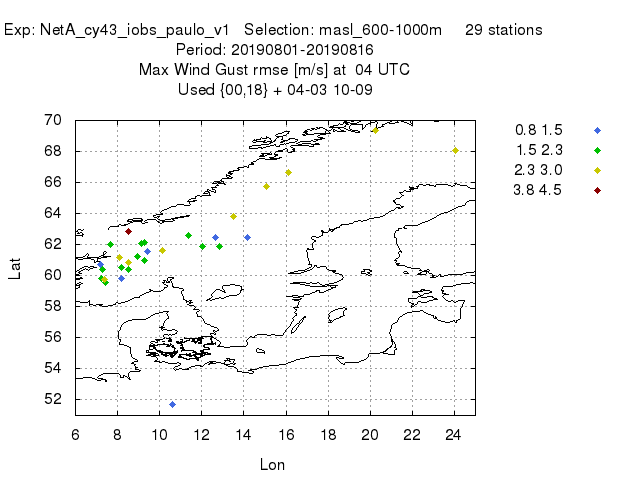 Exp: NetA_cy43_iobs_paulo_v1   Selection: masl_600-1000m     29 stations
Period: 20190801-20190816
Max Wind Gust rmse [m/s] at  04 UTC
Used {00,18} + 04-03 10-09
70
68
66
64
62
60
58
56
54
52
Lat
6 8 10 12 14 16 18 20 22 24
Lon
0.8 1.5
1.5 2.3
2.3 3.0
3.8 4.5